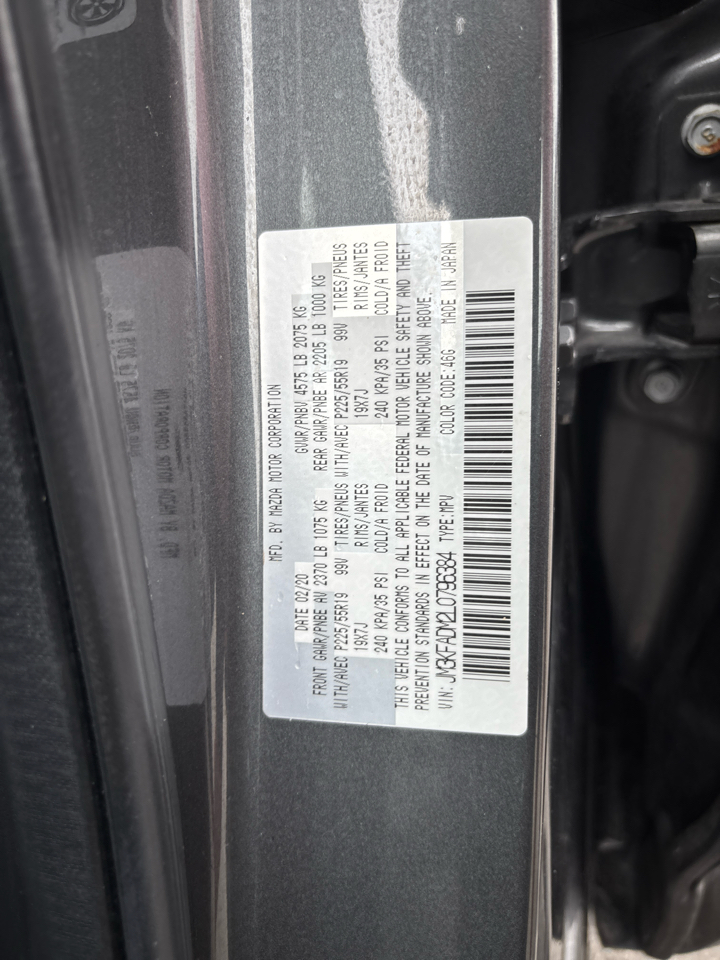 MFD. BY MAZDA MOTOR CORPORATION
DATE 02/20 GVWR/PNBV 4575 LB 2075 KG
FRONT GAWR/PNBE AV 2370 LB 1075 KG REAR GAWR/PNBE AR 2205 LB 1000 KG
WITH/AVEC P225/55R19 99V TIRES/PNEUS WITH/AVEC P225/55R19 99V TIRES/PNEUS
19X7J RIMS/JANTES 19X7J RIMS/JANTES
240 KPA/35 PSI COLD/A FROID 240 KPA/35 PSI COLD/A FROID
THIS VEHICLE CONFORMS TO ALL APPLICABLE FEDERAL MOTOR VEHICLE SAFETY AND THEFT
PREVENTION STANDARDS IN EFFECT ON THE DATE OF MANUFACTURE SHOWN ABOVE.
VIN: JM3KFADM2L0796384 TYPE:MPV COLOR CODE:46G MADE IN JAPAN
B